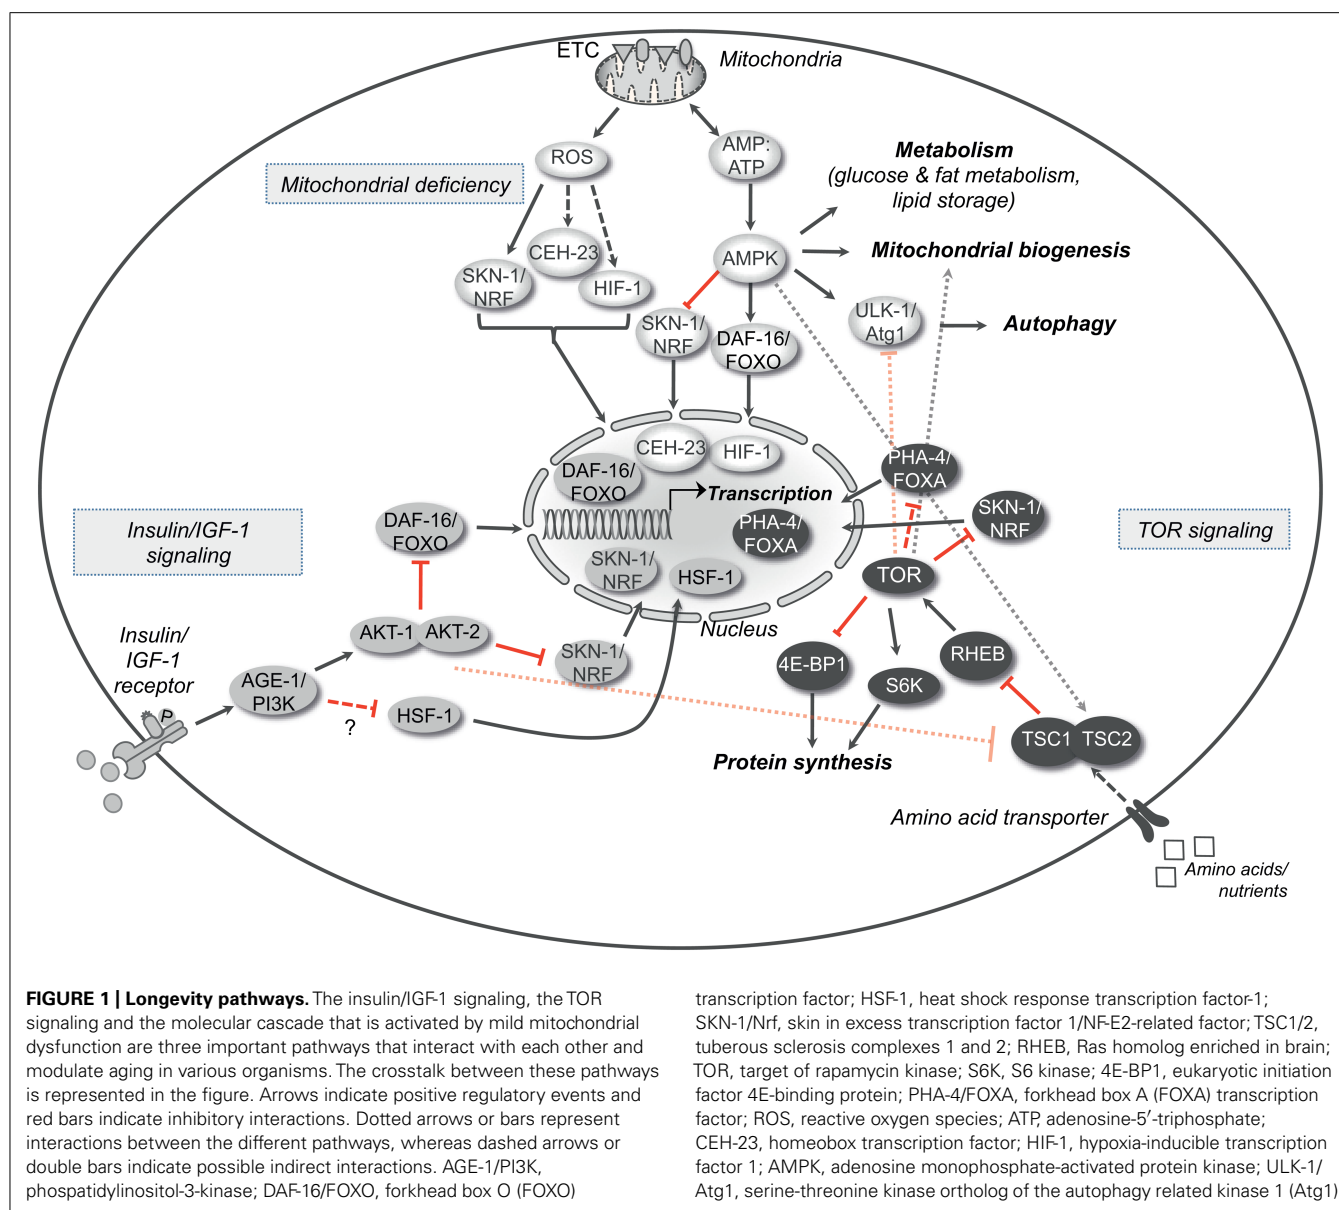 ETC
Mitochondria
ROS
AMP:
ATP
Metabolism
(glucose & fat metabolism,
lipid storage)
Mitochondrial deficiency
CEH-23
SKN-1/
NRF
HIF-1
AMPK
Mitochondrial biogenesis
SKN-1/
NRF
DAF-16/
FOXO
ULK-1/
Atg1
Autophagy
CEH-23
HIF-1
DAF-16/
FOXO
Transcription
PHA-4/
FOXA
PHA-4/
FOXA
SKN-1/
NRF
SKN-1/
NRF
HSF-1
Nucleus
TOR signaling
Insulin/IGF-1
signaling
DAF-16/
FOXO
TOR
Insulin/
IGF-1
receptor
AKT-1
AKT-2
SKN-1/
NRF
4E-BP1
S6K
RHEB
AGE-1/
PI3K
?
HSF-1
P
TSC1
TSC2
Protein synthesis
Amino acid transporter
Amino acids/
nutrients
FIGURE 1 | Longevity pathways. The insulin/IGF-1 signaling, the TOR
signaling and the molecular cascade that is activated by mild mitochondrial
dysfunction are three important pathways that interact with each other and
modulate aging in various organisms. The crosstalk between these pathways
is represented in the figure. Arrows indicate positive regulatory events and
red bars indicate inhibitory interactions. Dotted arrows or bars represent
interactions between the different pathways, whereas dashed arrows or
double bars indicate possible indirect interactions. AGE-1/PI3K,
phospatidylinositol-3-kinase; DAF-16/FOXO, forkhead box O (FOXO)
transcription factor; HSF-1, heat shock response transcription factor-1;
SKN-1/Nrf, skin in excess transcription factor 1/NF-E2-related factor; TSC1/2,
tuberous sclerosis complexes 1 and 2; RHEB, Ras homolog enriched in brain;
TOR, target of rapamycin kinase; S6K, S6 kinase; 4E-BP1, eukaryotic initiation
factor 4E-binding protein; PHA-4/FOXA, forkhead box A (FOXA) transcription
factor; ROS, reactive oxygen species; ATP, adenosine-5′-triphosphate;
CEH-23, homeobox transcription factor; HIF-1, hypoxia-inducible transcription
factor 1; AMPK, adenosine monophosphate-activated protein kinase; ULK-1/
Atg1, serine-threonine kinase ortholog of the autophagy related kinase 1 (Atg1)